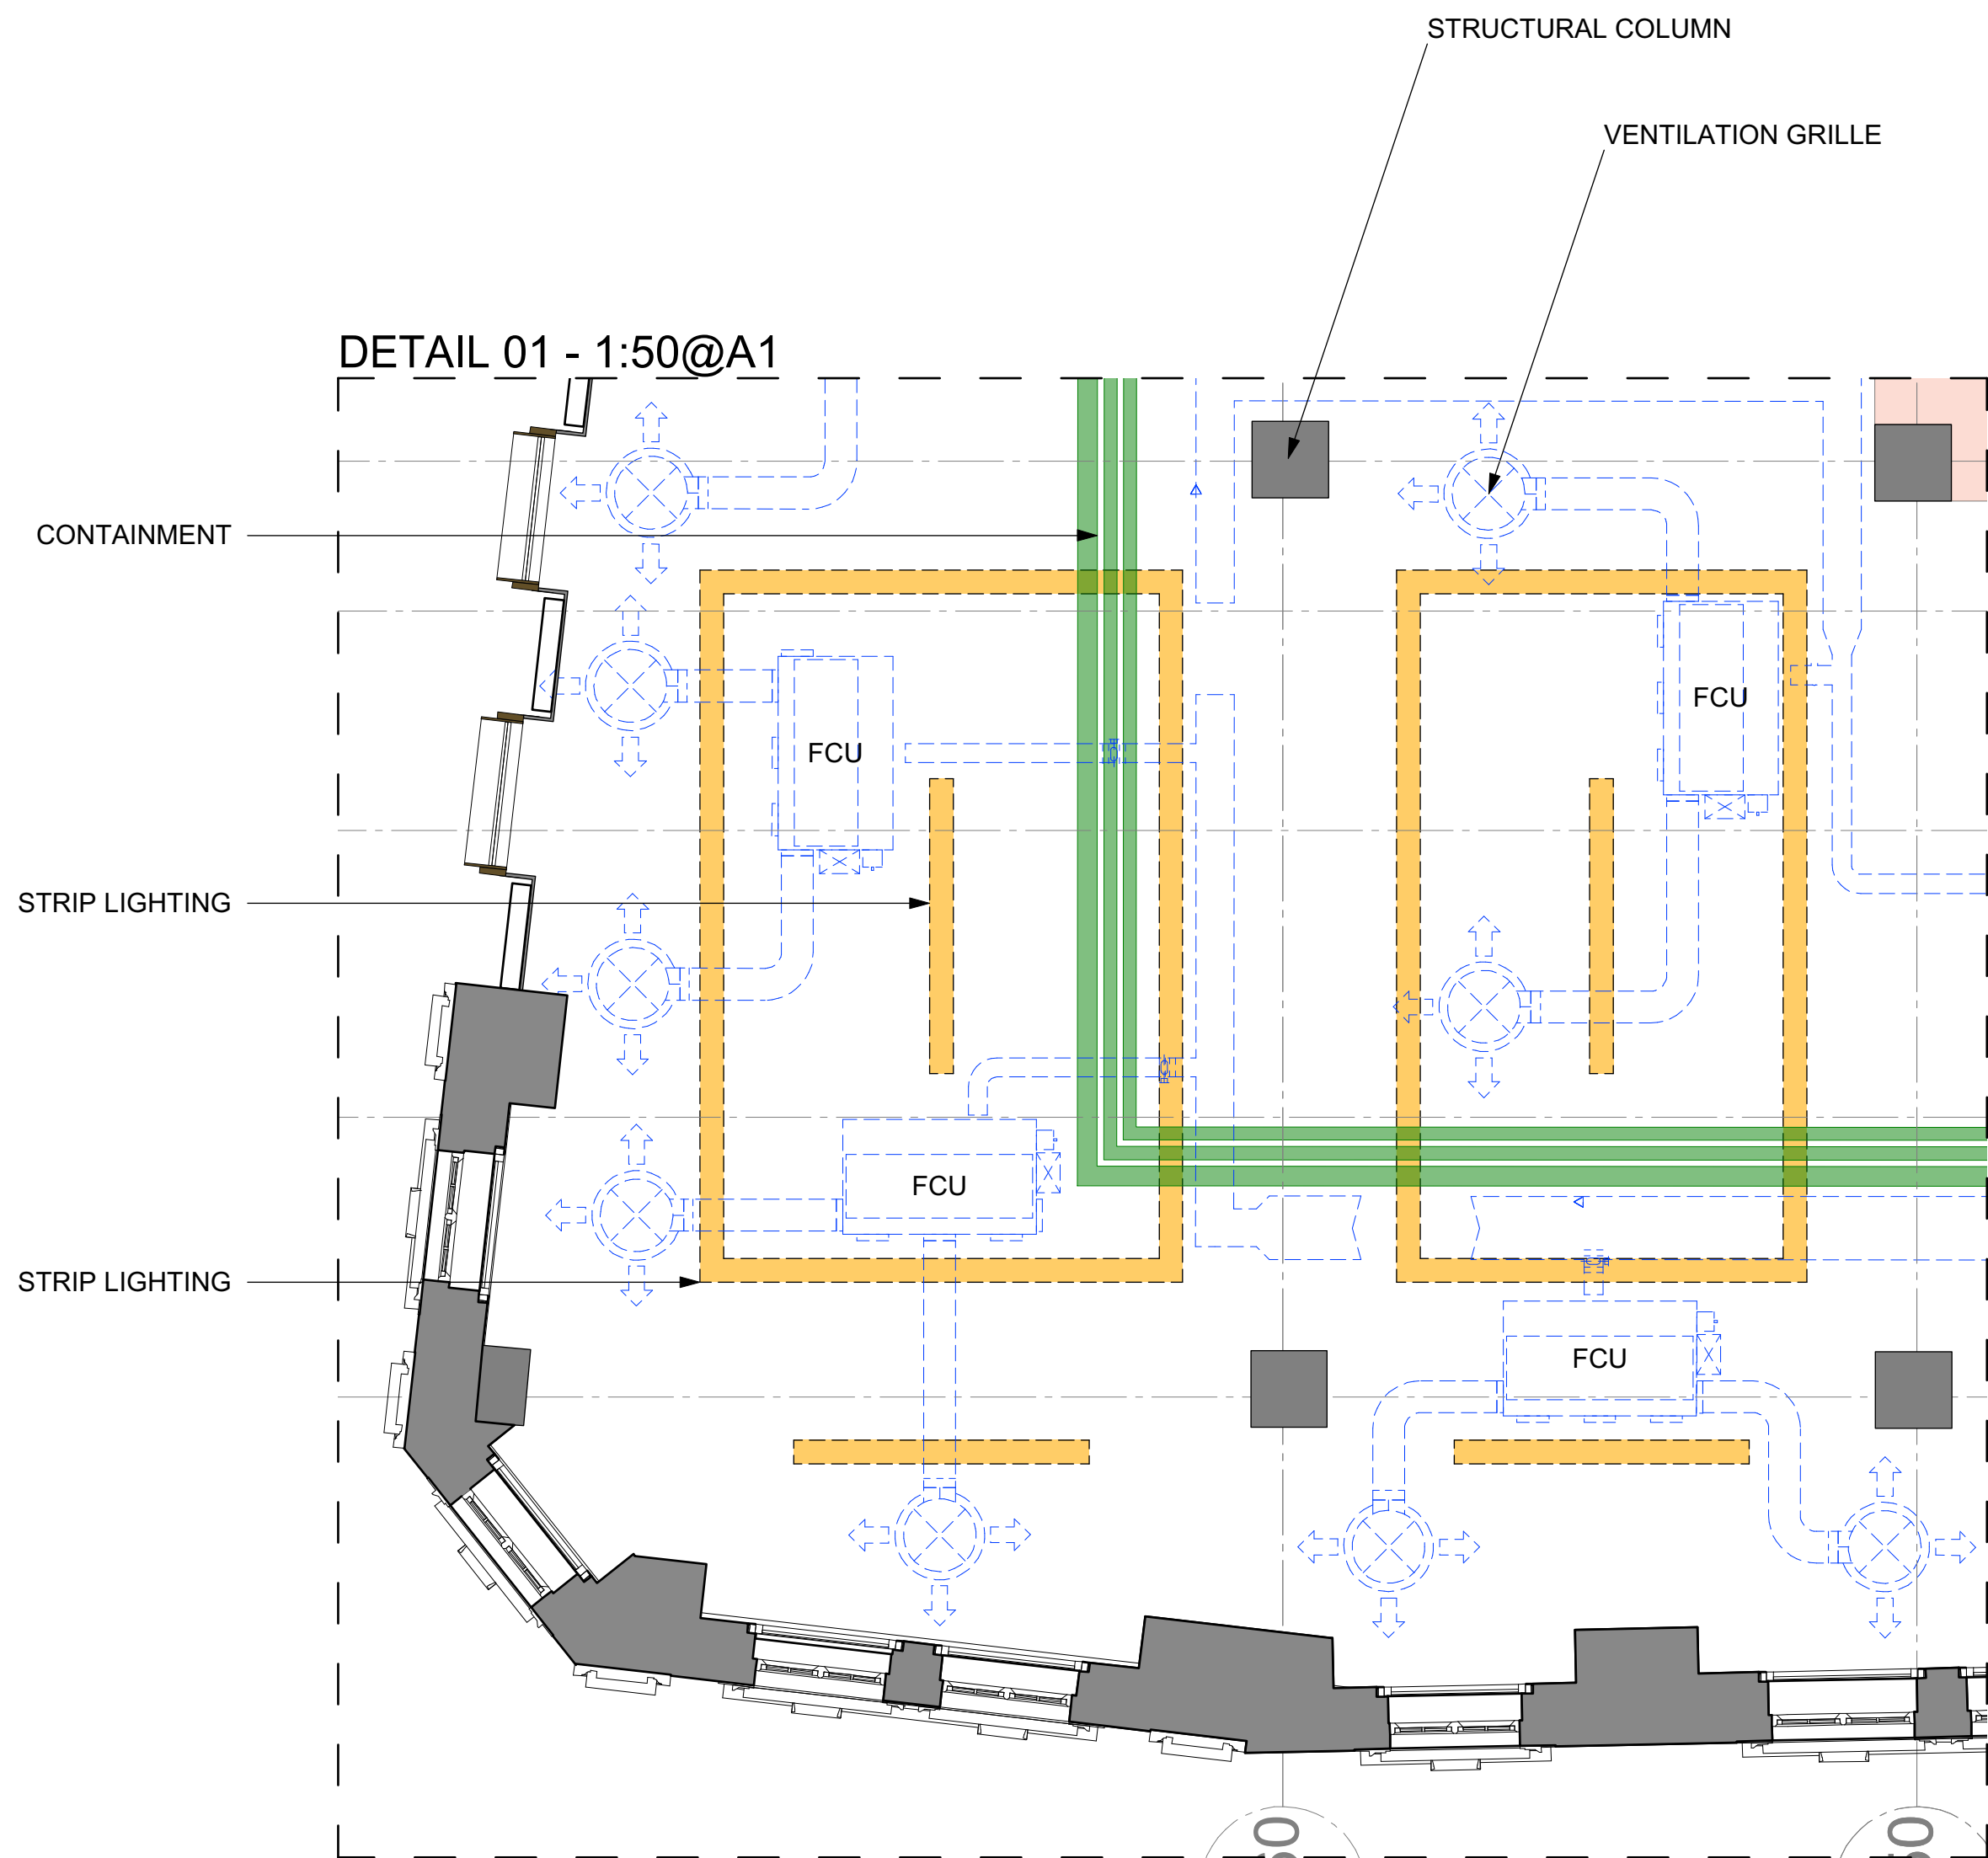 STRUCTURAL COLUMN
VENTILATION GRILLE
DETAIL 01 - 1:50@A1
CONTAINMENT
FCU
FCU
STRIP LIGHTING
FCU
STRIP LIGHTING
FCU